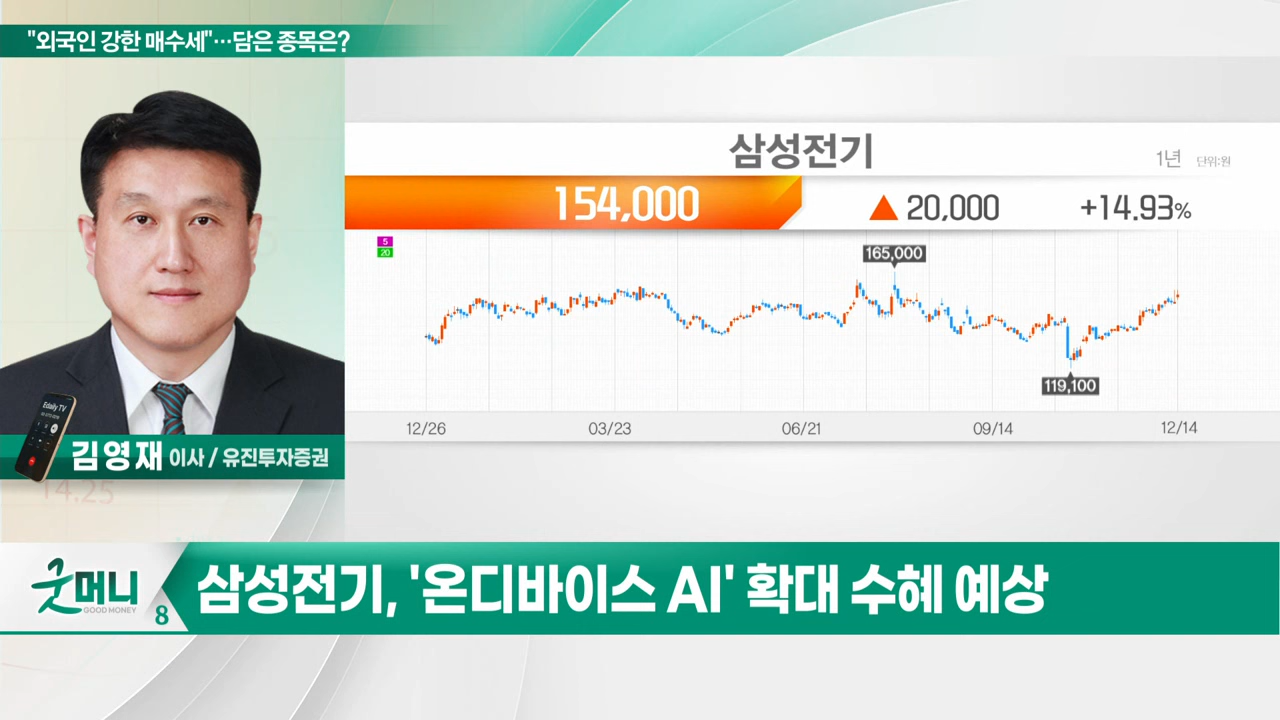 "외국인 강한 매수세"…담은 종목은?
삼성전기
1년 단위:원
154,000
▲ 20,000
+14.93%
5
20
165,000
119,100
12/26
03/23
06/21
09/14
12/14
Edaily TV
김영재 이사 / 유진투자증권
14.25
굿머니
GOOD MONEY
8
삼성전기, '온디바이스 AI' 확대 수혜 예상